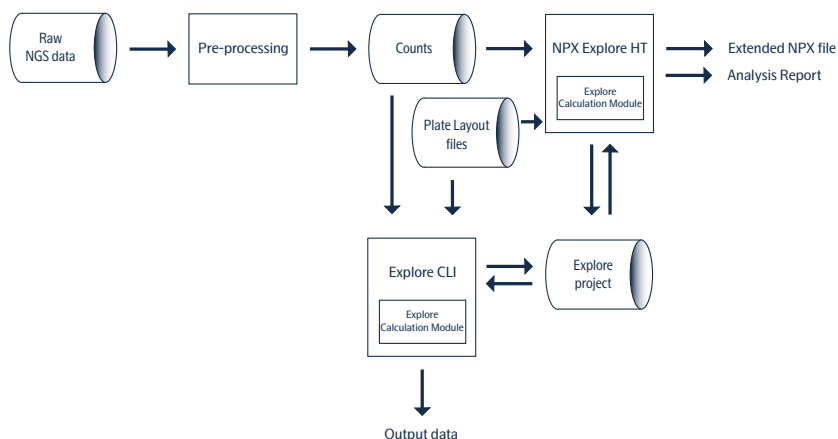 Raw
NGS data
Pre-processing
Counts
NPX Explore HT
Explore
Calculation Module
Extended NPX file
Analysis Report
Plate Layout
files
Explore CLI
Explore
Calculation Module
Explore
project
Output data